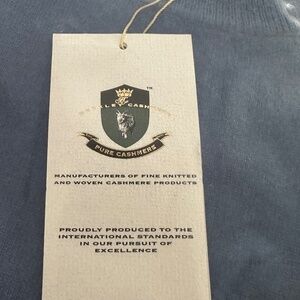 TM
PURE CASHMERE
MANUFACTURERS OF FINE KNITTED
AND WOVEN CASHMERE PRODUCTS
PROUDLY PRODUCED TO THE
INTERNATIONAL STANDARDS
IN OUR PURSUIT OF
EXCELLENCE